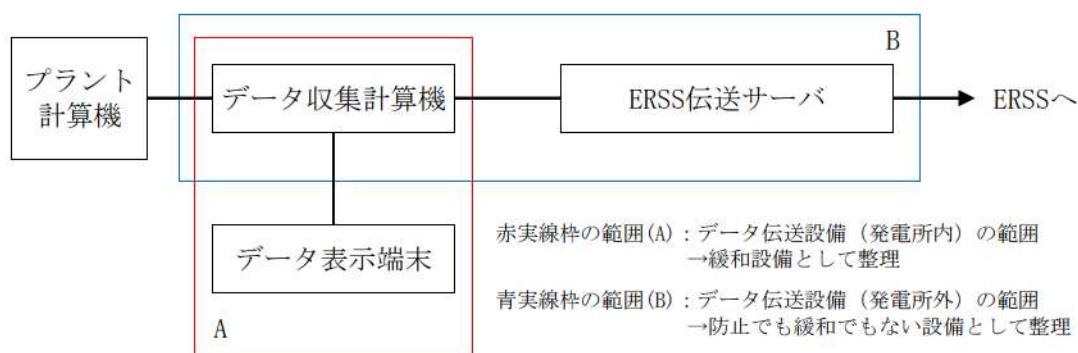 B
プラント
計算機
データ収集計算機
ERSS伝送サーバ
ERSSへ
データ表示端末
A
赤実線枠の範囲(A)：データ伝送設備（発電所内）の範囲
→緩和設備として整理
青実線枠の範囲(B)：データ伝送設備（発電所外）の範囲
→防止でも緩和でもない設備として整理